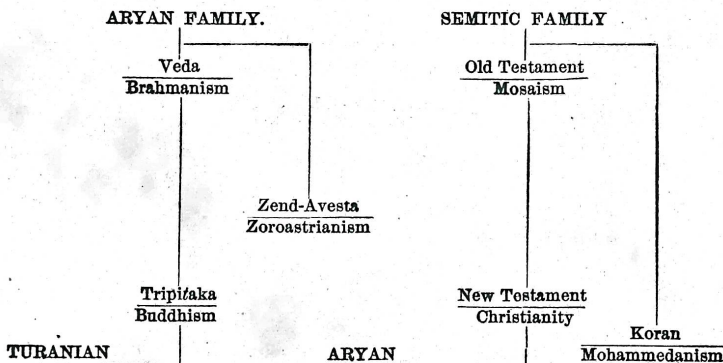 ARYAN FAMILY.
SEMITIC FAMILY
Veda
Brahmanism
Old Testament
Mosaism
Zend-Avesta
Zoroastrianism
Tripitaka
Buddhism
New Testament
Christianity
Koran
Mohammedanism
TURANIAN
ARYAN